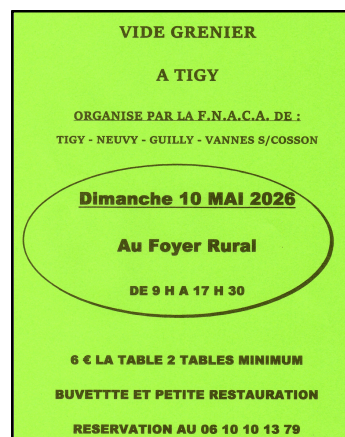 VIDE GRENIER
A TIGY
ORGANISE PAR LA F.N.A.C.A. DE :
TIGY - NEUVY - GUILLY - VANNES S/COSSON
Dimanche 10 MAI 2026
Au Foyer Rural
DE 9 H A 17 H 30
6 € LA TABLE 2 TABLES MINIMUM
BUVETTTE ET PETITE RESTAURATION
RESERVATION AU 06 10 10 13 79